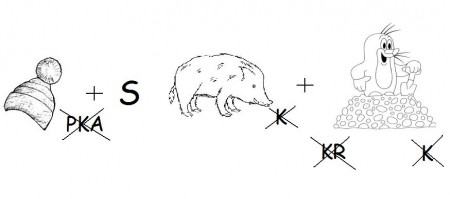 + S +
PKA K
KR K